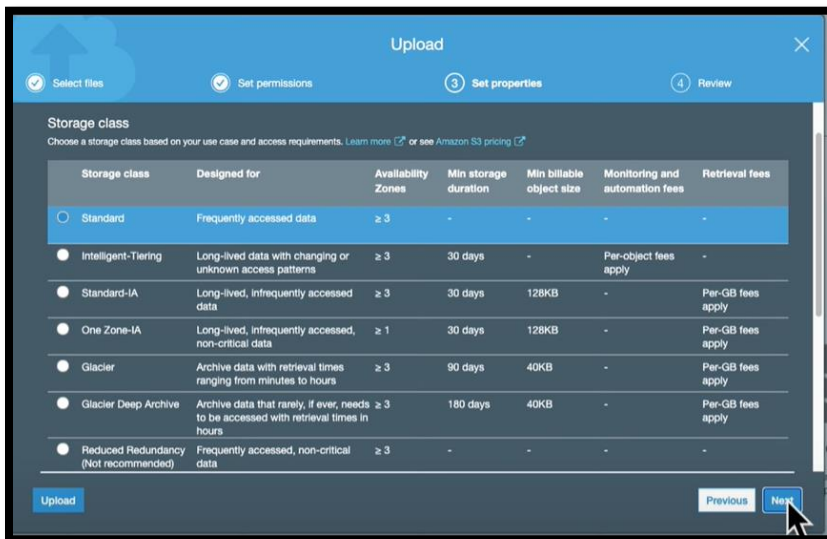 Upload
Select files
Set permissions
3 Set properties
4 Review
Storage class
Choose a storage class based on your use case and access requirements. Learn more or see Amazon S3 pricing
Storage class Designed for Availability Zones Min storage duration Min billable object size Monitoring and automation fees Retrieval fees
Standard Frequently accessed data ≥ 3 - - - -
Intelligent-Tiering Long-lived data with changing or unknown access patterns ≥ 3 30 days - Per-object fees apply -
Standard-IA Long-lived, infrequently accessed data ≥ 3 30 days 128KB - Per-GB fees apply
One Zone-IA Long-lived, infrequently accessed, non-critical data ≥ 1 30 days 128KB - Per-GB fees apply
Glacier Archive data with retrieval times ranging from minutes to hours ≥ 3 90 days 40KB - Per-GB fees apply
Glacier Deep Archive Archive data that rarely, if ever, needs to be accessed with retrieval times in hours ≥ 3 180 days 40KB - Per-GB fees apply
Reduced Redundancy (Not recommended) Frequently accessed, non-critical data ≥ 3 - - - -
Upload
Previous
Next